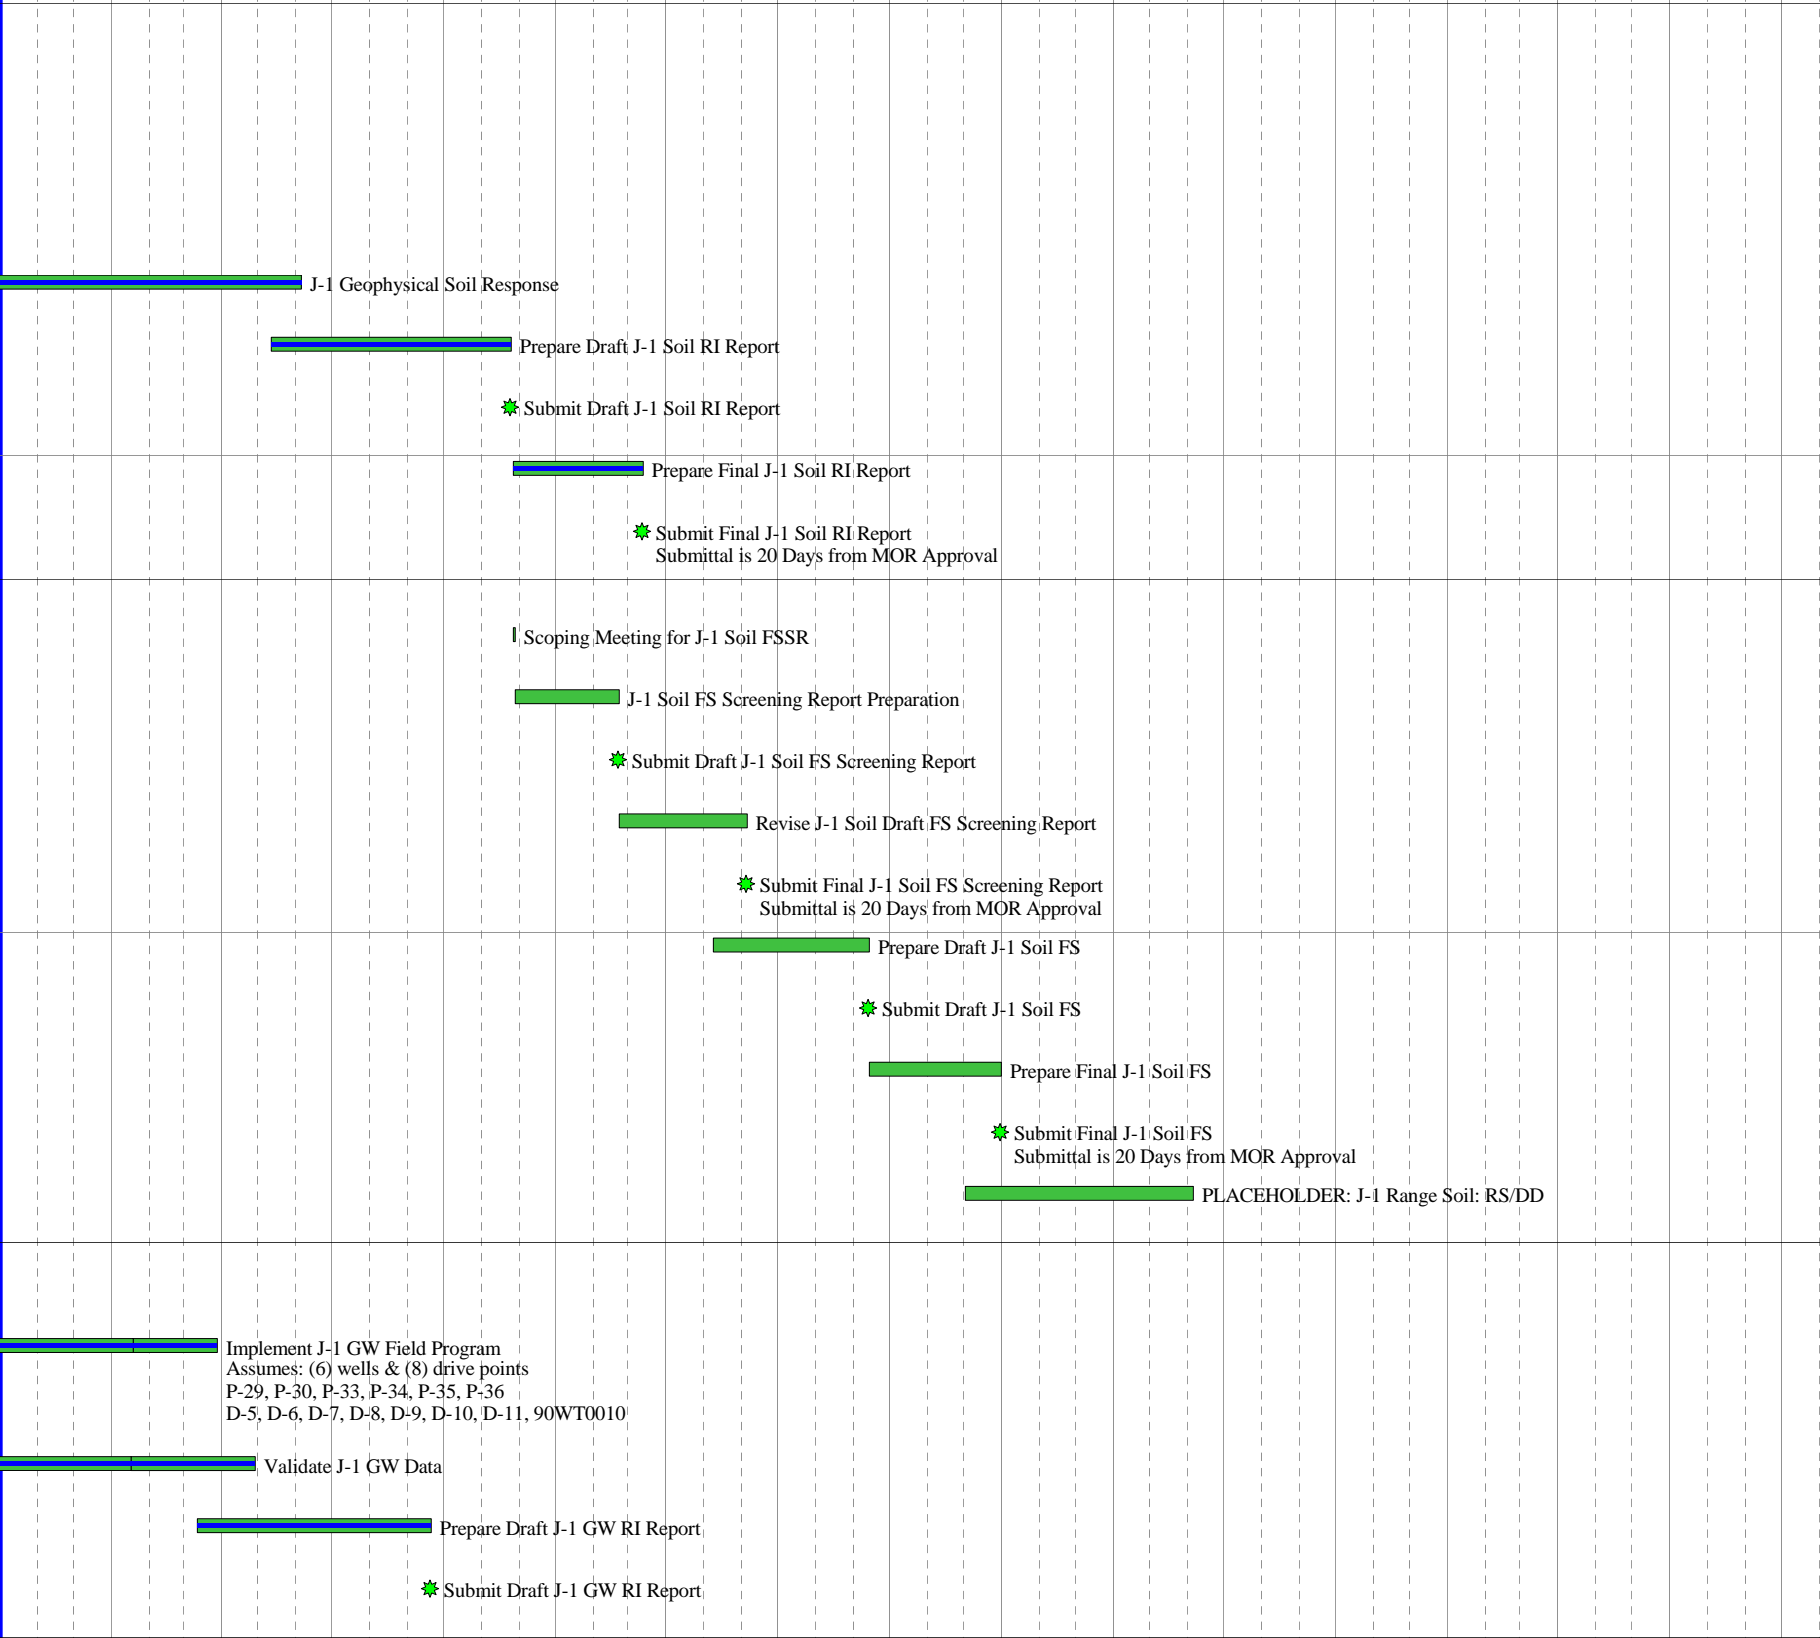 J-1 Geophysical Soil Response
Prepare Draft J-1 Soil RI Report
Submit Draft J-1 Soil RI Report
Prepare Final J-1 Soil RI Report
Submit Final J-1 Soil RI Report
Submittal is 20 Days from MOR Approval
Scoping Meeting for J-1 Soil FSSR
J-1 Soil FS Screening Report Preparation
Submit Draft J-1 Soil FS Screening Report
Revise J-1 Soil Draft FS Screening Report
Submit Final J-1 Soil FS Screening Report
Submittal is 20 Days from MOR Approval
Prepare Draft J-1 Soil FS
Submit Draft J-1 Soil FS
Prepare Final J-1 Soil FS
Submit Final J-1 Soil FS
Submittal is 20 Days from MOR Approval
PLACEHOLDER: J-1 Range Soil: RS/DD
Implement J-1 GW Field Program
Assumes: (6) wells & (8) drive points
P-29, P-30, P-33, P-34, P-35, P-36
D-5, D-6, D-7, D-8, D-9, D-10, D-11, 90WT0010
Validate J-1 GW Data
Prepare Draft J-1 GW RI Report
Submit Draft J-1 GW RI Report